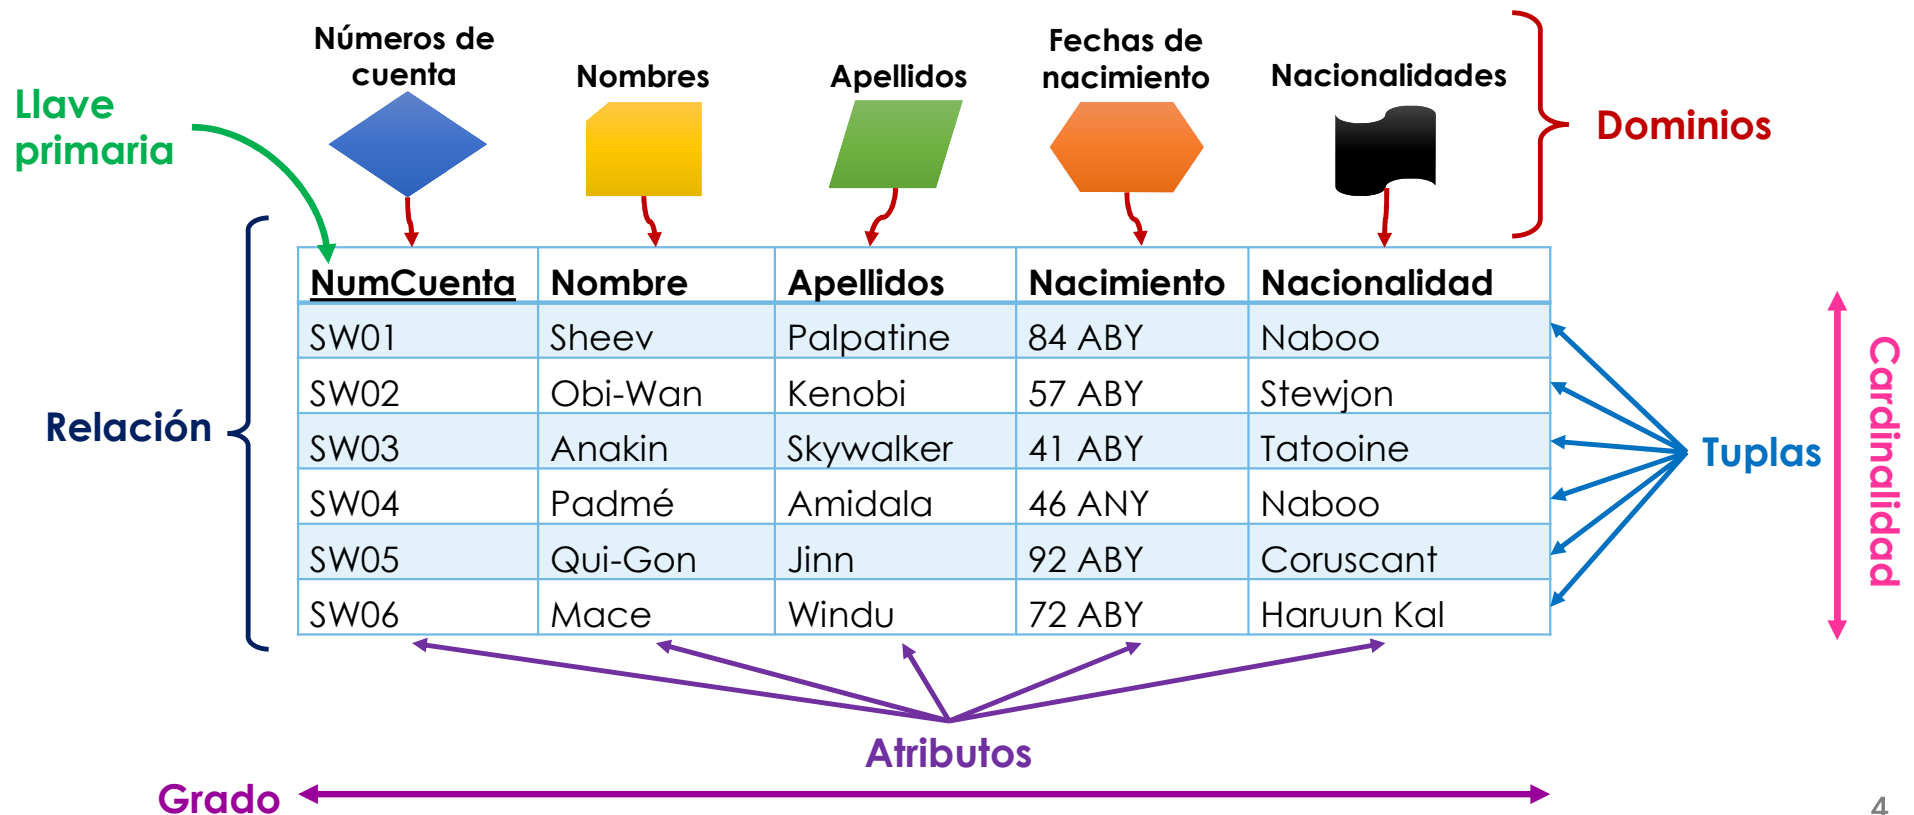 Números de
cuenta
Nombres
Apellidos
Fechas de
nacimiento
Nacionalidades
Llave
primaria
Dominios
NumCuenta Nombre Apellidos Nacimiento Nacionalidad
SW01 Sheev Palpatine 84 ABY Naboo
SW02 Obi-Wan Kenobi 57 ABY Stewjon
SW03 Anakin Skywalker 41 ABY Tatooine
SW04 Padmé Amidala 46 ANY Naboo
SW05 Qui-Gon Jinn 92 ABY Coruscant
SW06 Mace Windu 72 ABY Haruun Kal
Relación
Tuplas
Cardinalidad
Atributos
Grado
4